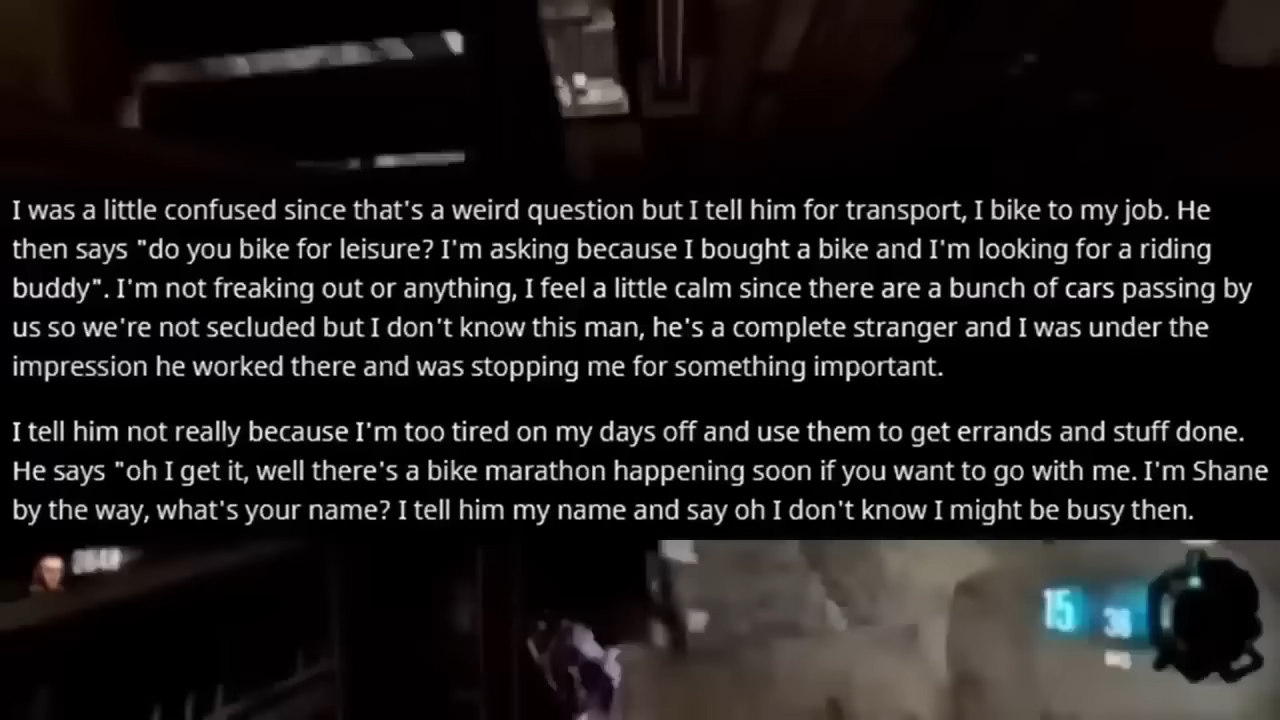 I was a little confused since that's a weird question but I tell him for transport, I bike to my job. He
then says "do you bike for leisure? I'm asking because I bought a bike and I'm looking for a riding
buddy". I'm not freaking out or anything, I feel a little calm since there are a bunch of cars passing by
us so we're not secluded but I don't know this man, he's a complete stranger and I was under the
impression he worked there and was stopping me for something important.
I tell him not really because I'm too tired on my days off and use them to get errands and stuff done.
He says "oh I get it, well there's a bike marathon happening soon if you want to go with me. I'm Shane
by the way, what's your name? I tell him my name and say oh I don't know I might be busy then.
15